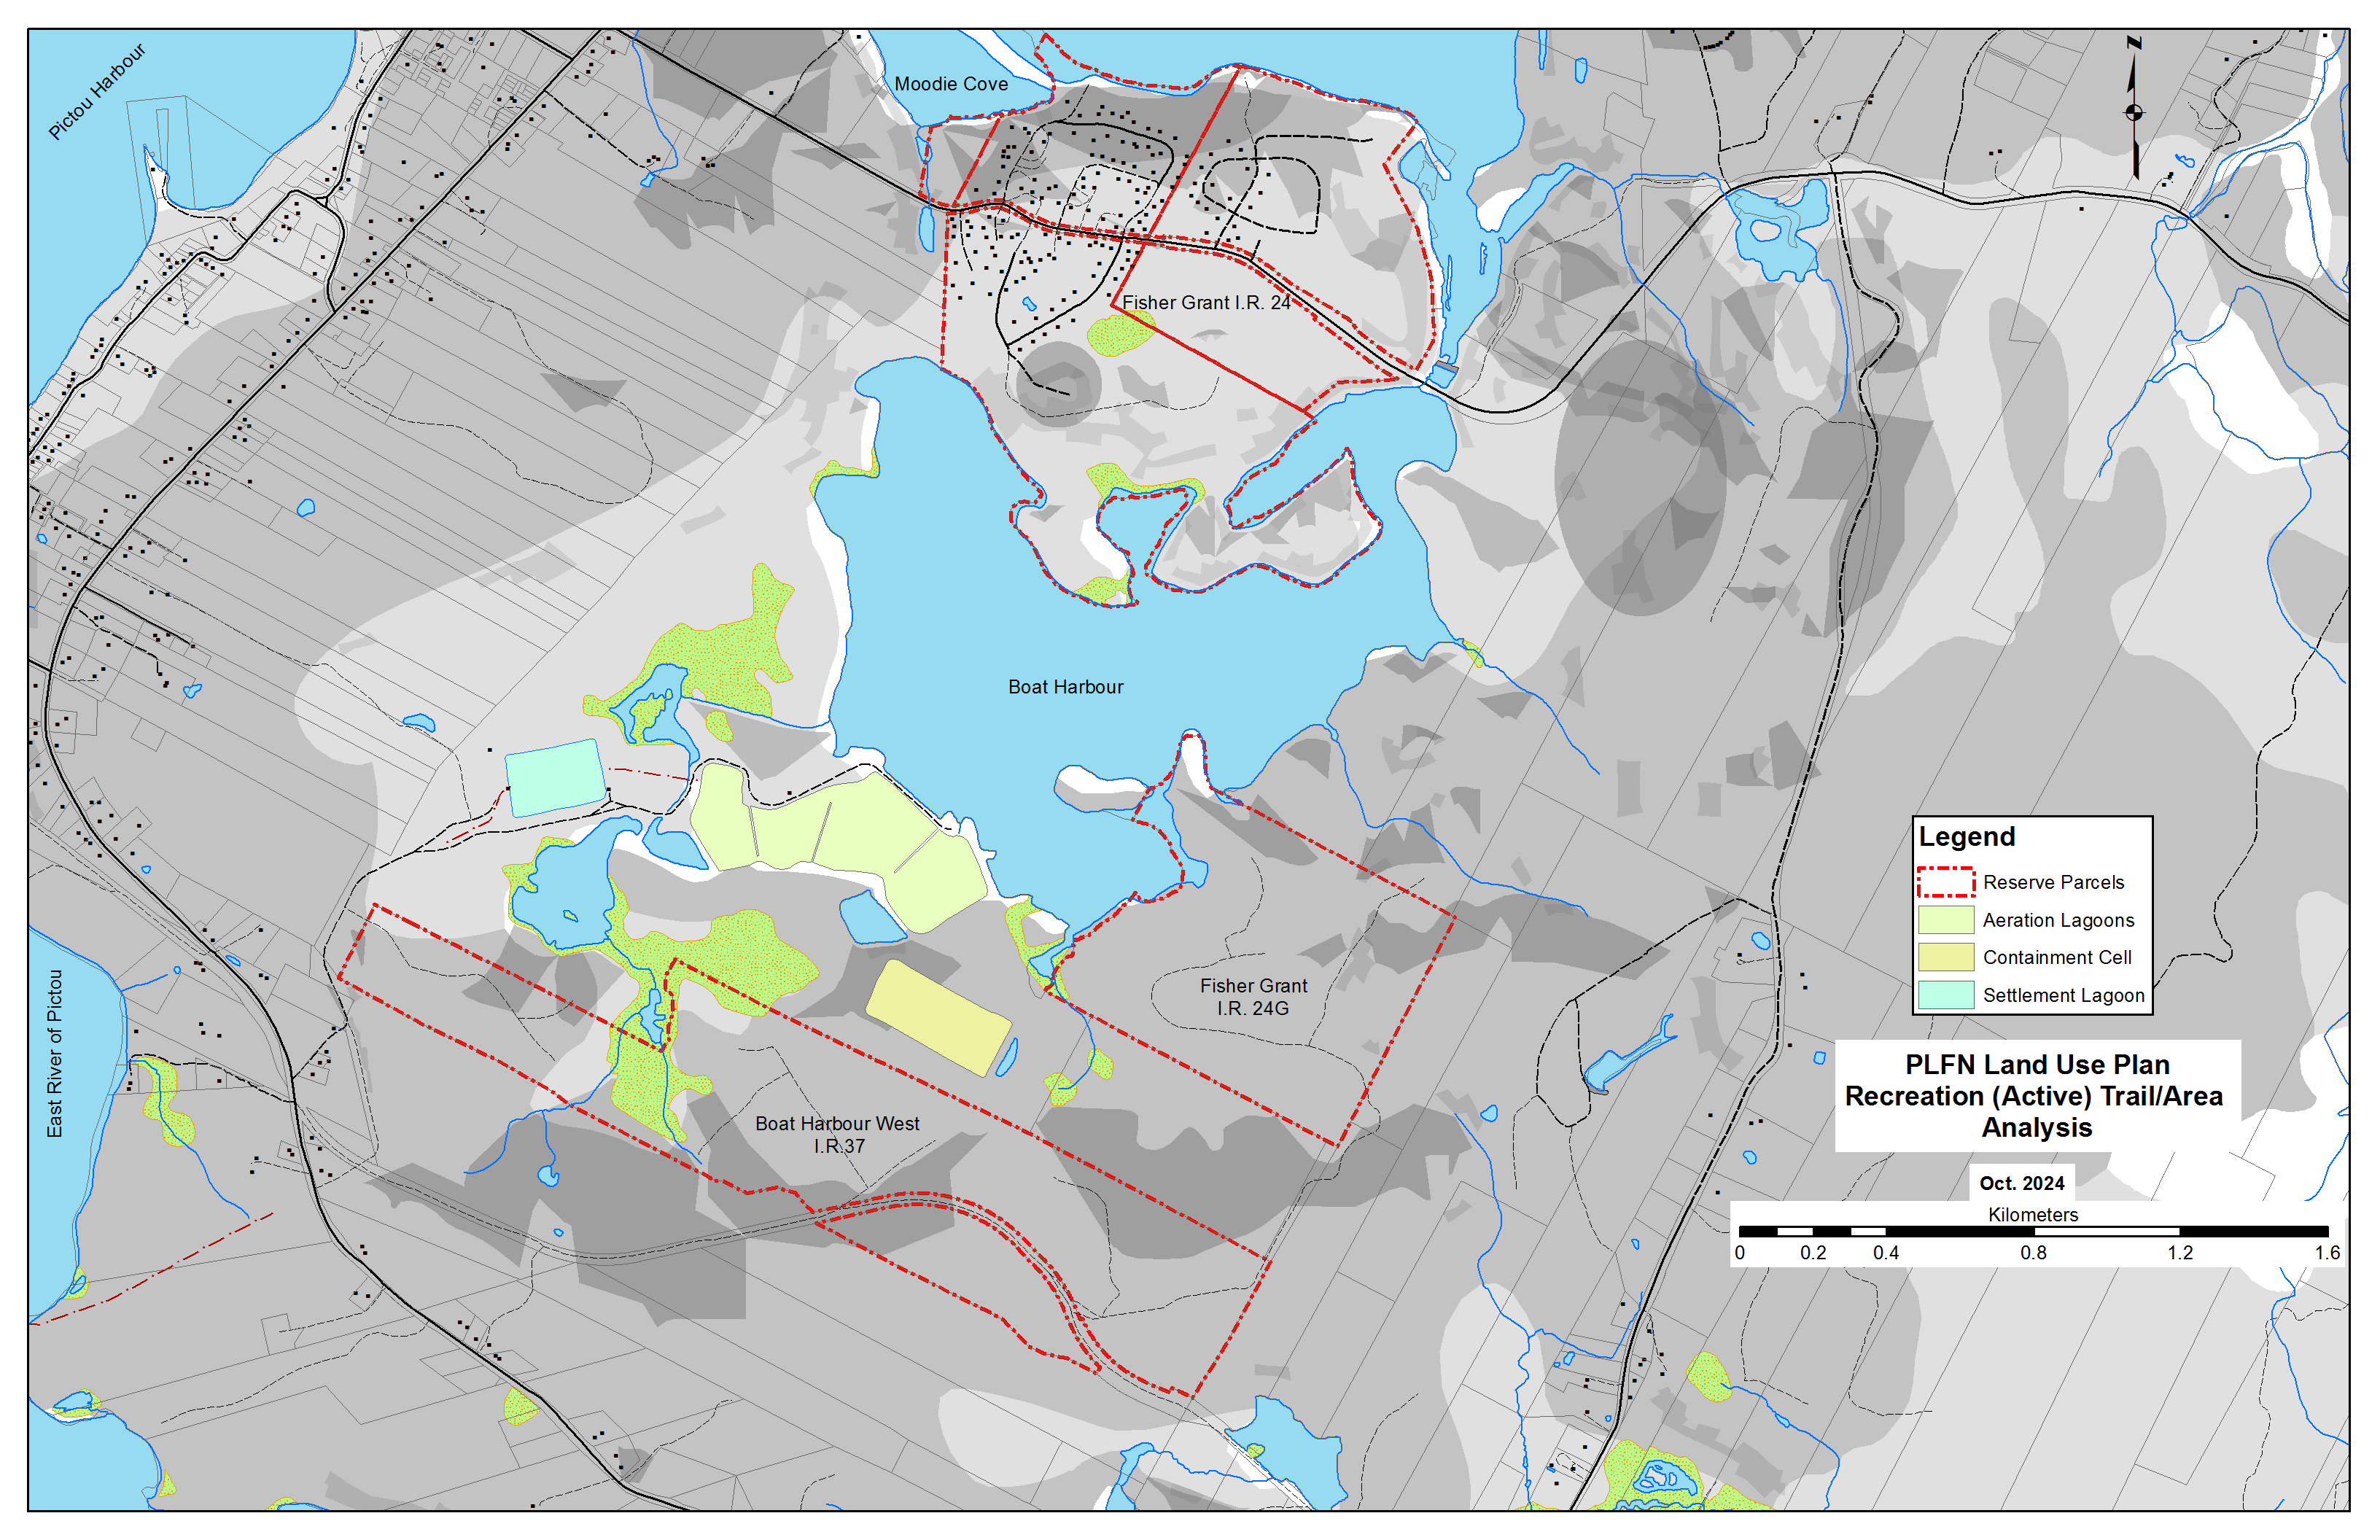 Pictou Harbour
Moodie Cove
N
Fisher Grant I.R. 24
Boat Harbour
Legend
Reserve Parcels
Aeration Lagoons
Containment Cell
Settlement Lagoon
Fisher Grant
I.R. 24G
East River of Pictou
Boat Harbour West
I.R.37
PLFN Land Use Plan
Recreation (Active) Trail/Area
Analysis
Oct. 2024
Kilometers
0 0.2 0.4 0.8 1.2 1.6